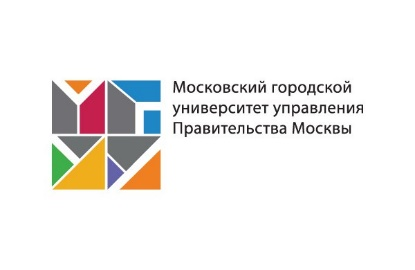 Московский городской
университет управления
Правительства Москвы